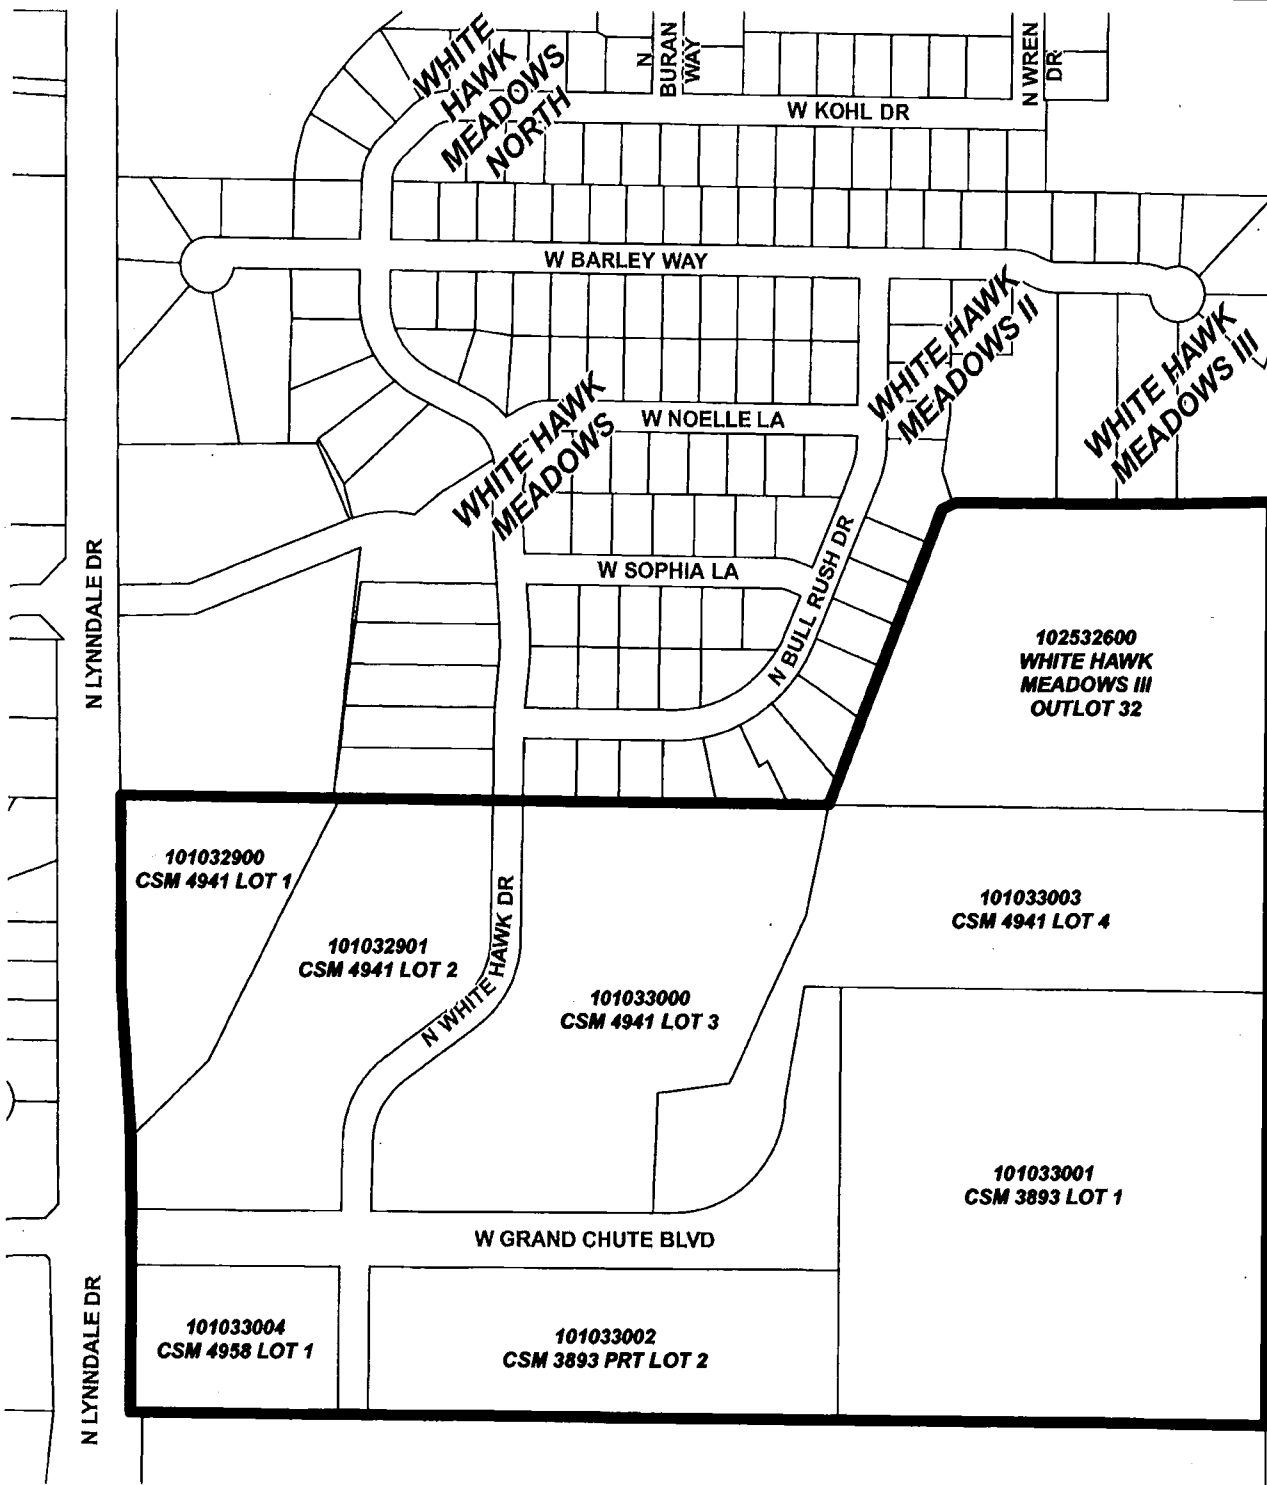 WHITE
HAWK
MEADOWS
NORTH
N
BURAN
WAY
N WREN
DR
W KOHL DR
W BARLEY WAY
WHITE HAWK
MEADOWS II
WHITE HAWK
MEADOWS III
WHITE HAWK
MEADOWS
W NOELLE LA
W SOPHIA LA
N BULL RUSH DR
N LYNNDALE DR
102532600
WHITE HAWK
MEADOWS III
OUTLOT 32
101032900
CSM 4941 LOT 1
101032901
CSM 4941 LOT 2
N WHITE HAWK DR
101033000
CSM 4941 LOT 3
101033003
CSM 4941 LOT 4
101033001
CSM 3893 LOT 1
W GRAND CHUTE BLVD
N LYNNDALE DR
101033004
CSM 4958 LOT 1
101033002
CSM 3893 PRT LOT 2